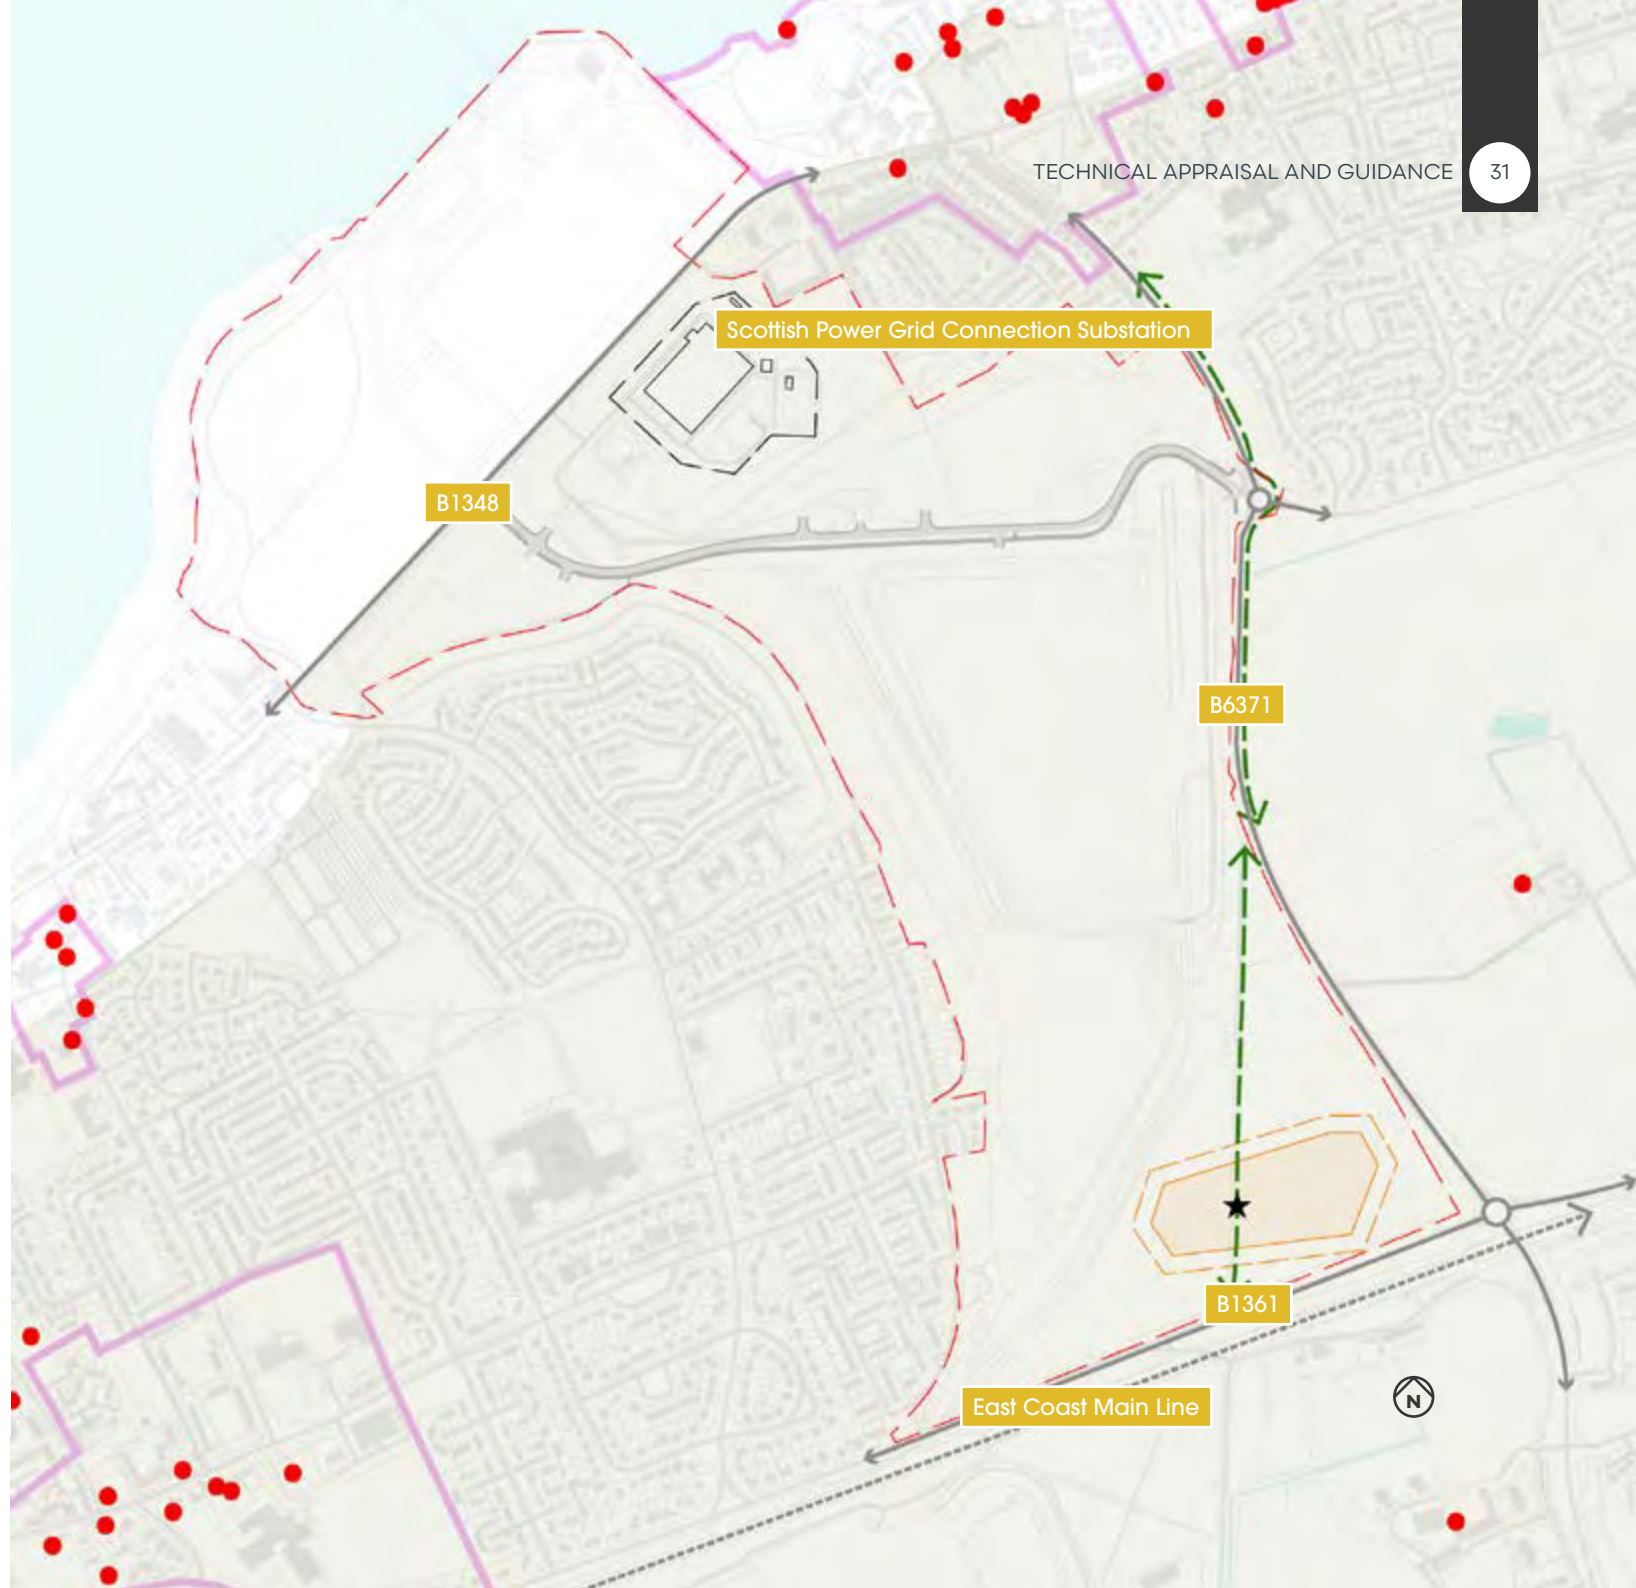 TECHNICAL APPRAISAL AND GUIDANCE 31
Scottish Power Grid Connection Substation
B1348
B6371
B1361
East Coast Main Line
N